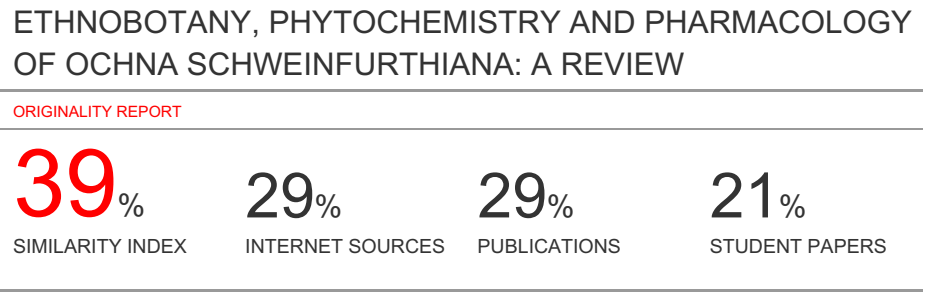 ETHNOBOTANY, PHYTOCHEMISTRY AND PHARMACOLOGY
OF OCHNA SCHWEINFURTHIANA: A REVIEW
ORIGINALITY REPORT
39% 29% 29% 21%
SIMILARITY INDEX INTERNET SOURCES PUBLICATIONS STUDENT PAPERS